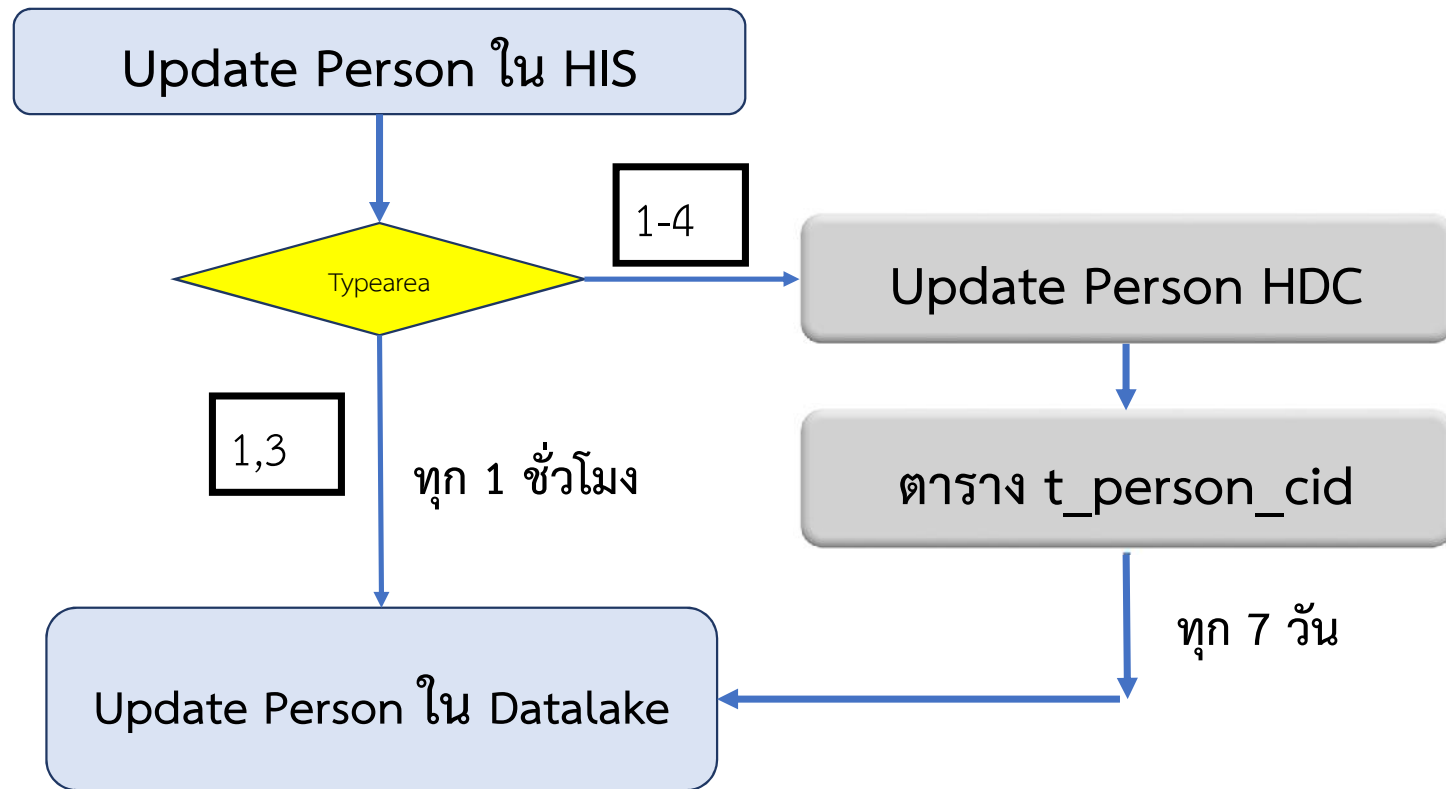 Update Person ใน HIS
1-4
Typearea
Update Person HDC
1,3
ทุก 1 ชั่วโมง
ตาราง t_person_cid
ทุก 7 วัน
Update Person ใน Datalake